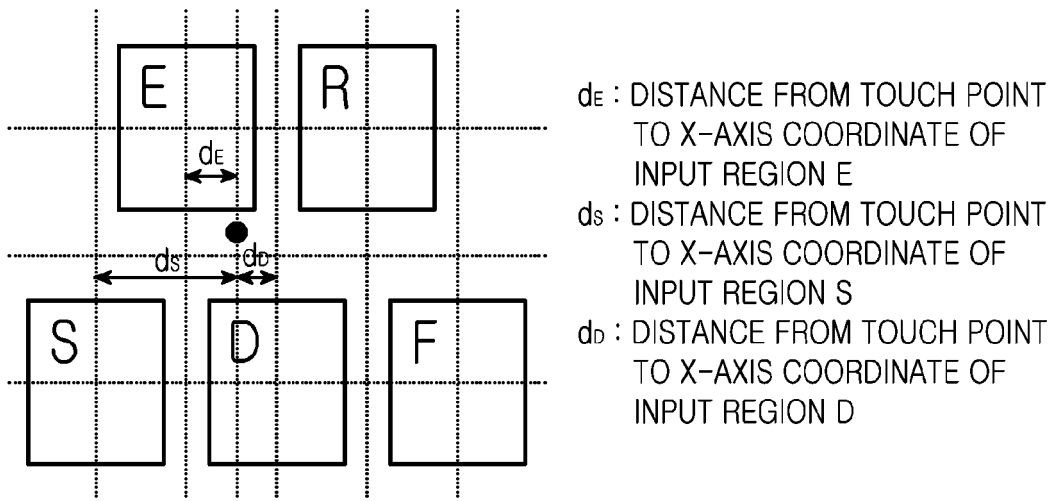 E R
dE
dS dD
S D F
dE : DISTANCE FROM TOUCH POINT
TO X-AXIS COORDINATE OF
INPUT REGION E
dS : DISTANCE FROM TOUCH POINT
TO X-AXIS COORDINATE OF
INPUT REGION S
dD : DISTANCE FROM TOUCH POINT
TO X-AXIS COORDINATE OF
INPUT REGION D